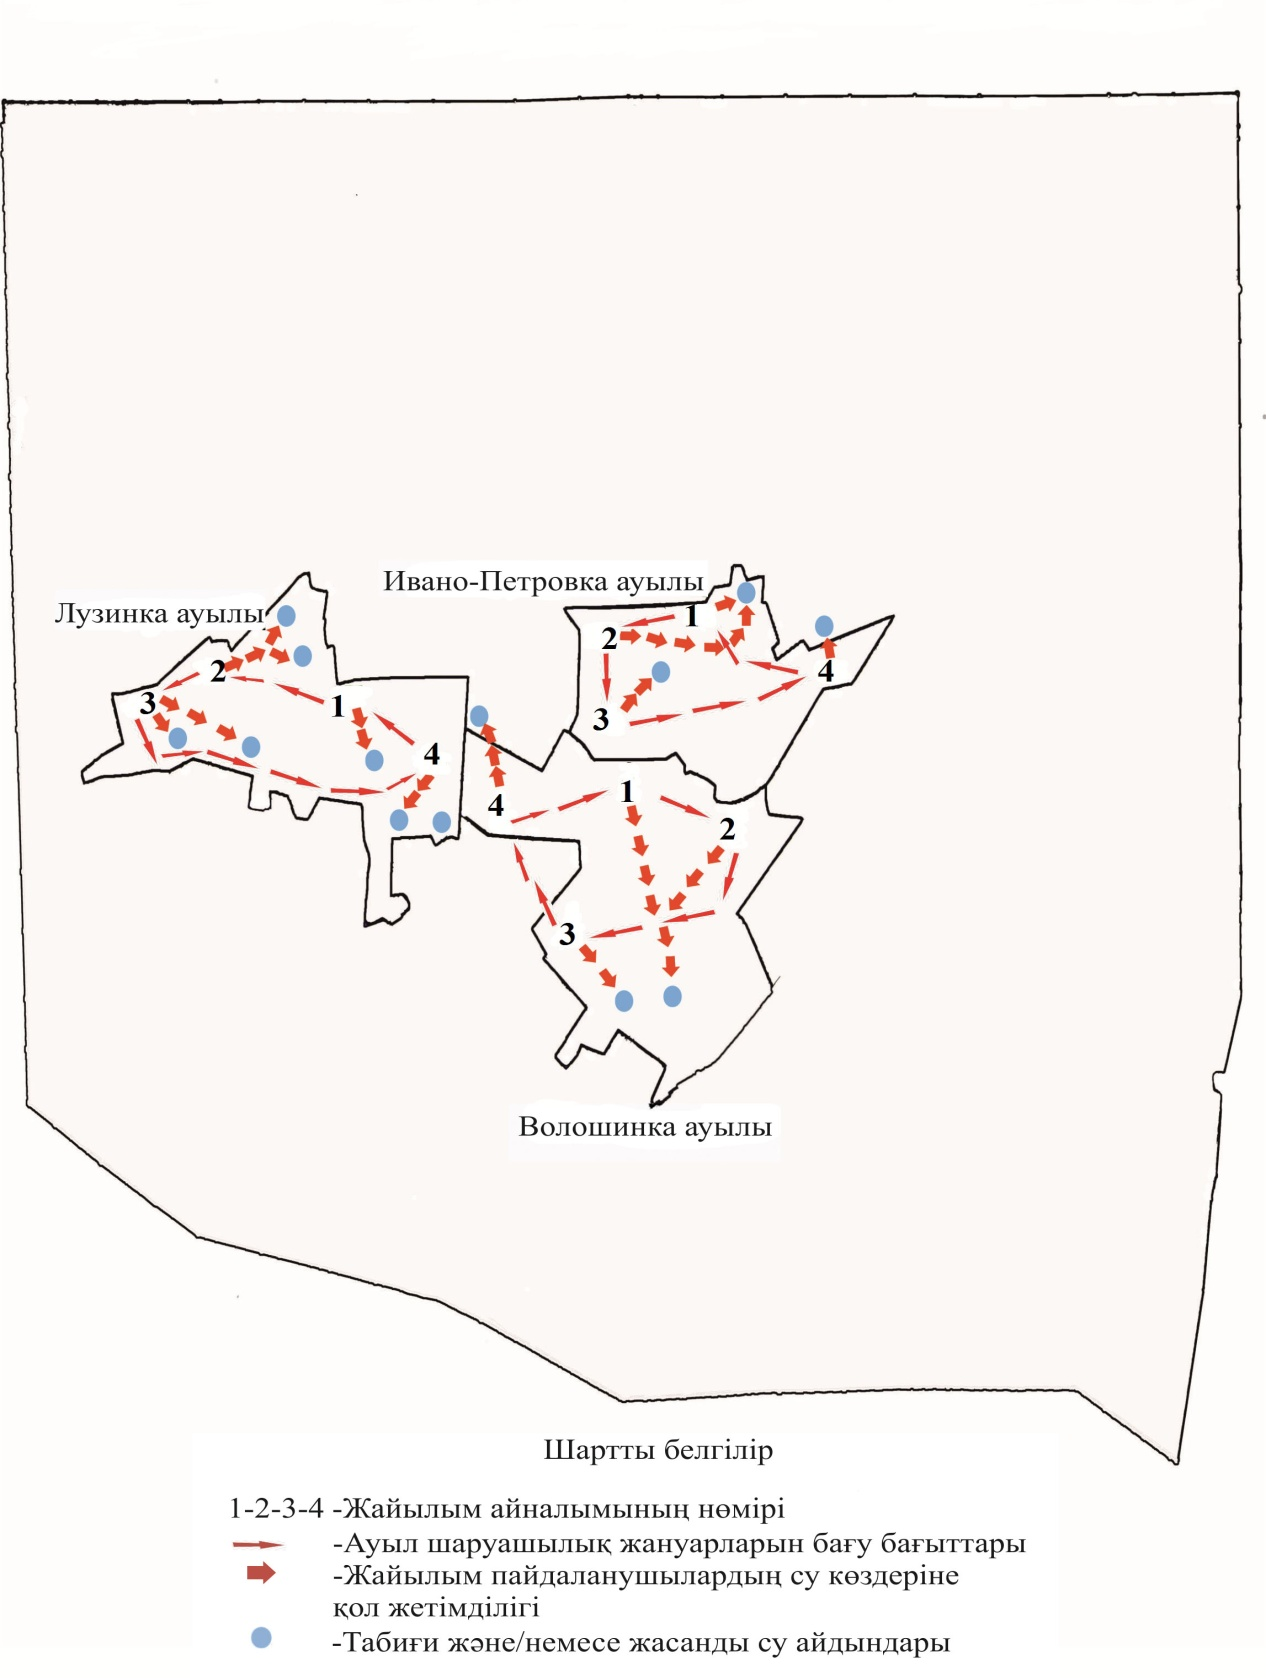 Ивано-Петровка ауылы
Лузинка ауылы
1
2
4
2
3
1
3
4
1
4
2
3
Волошинка ауылы
Шартты белгілір
1-2-3-4 -Жайылым айналымының нөмірі
-Ауыл шаруашылық жануарларын бағу бағыттары
-Жайылым пайдаланушылардың су көздеріне
қол жетімділігі
-Табиғи және/немесе жасанды су айдындары